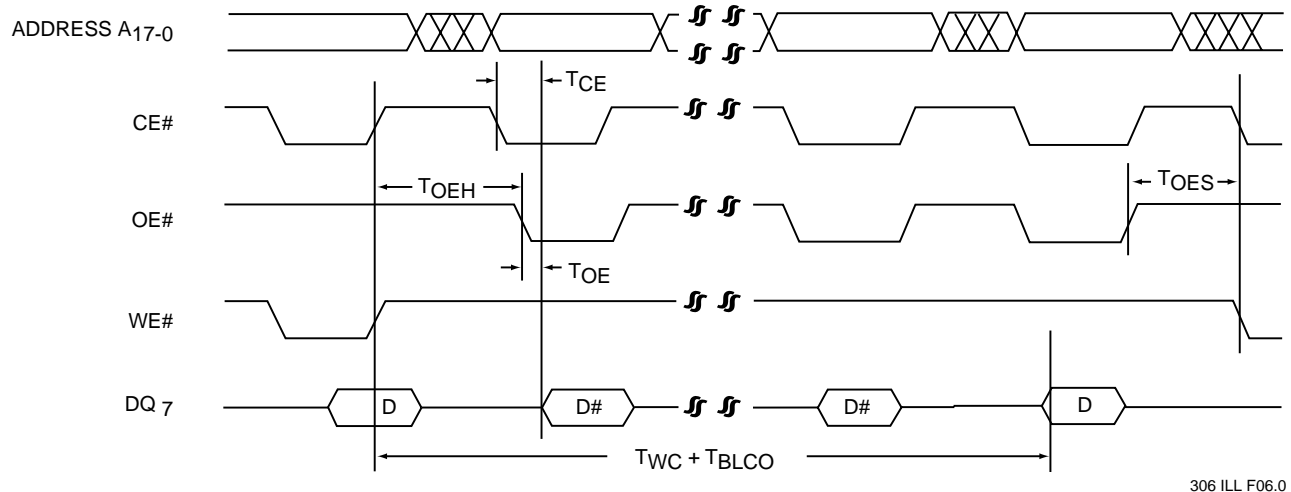 ADDRESS A17-0
TCE
CE#
TOEH
TOES
OE#
TOE
WE#
DQ 7
D
D#
D#
D
TWC + TBLCO
306 ILL F06.0